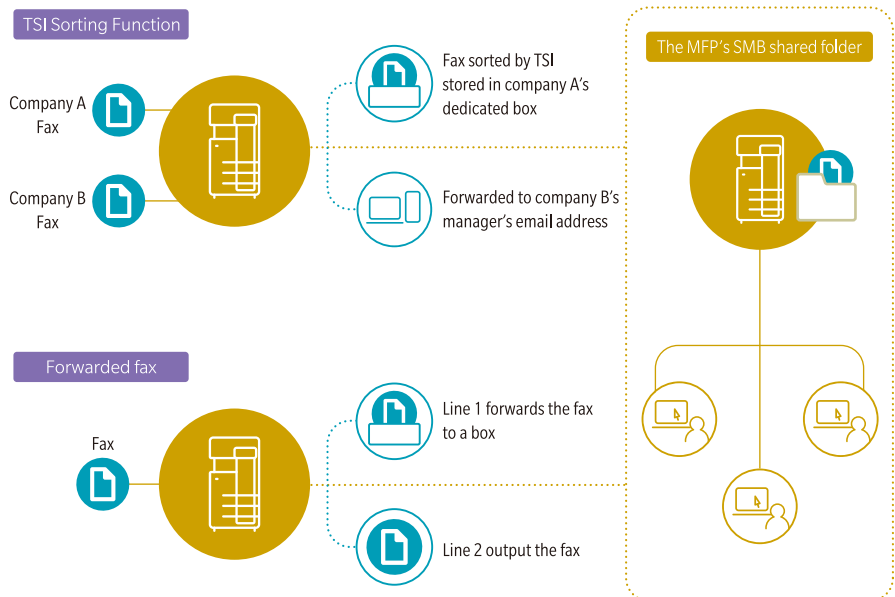 TSI Sorting Function
Company A
Fax
Company B
Fax
Fax sorted by TSI
stored in company A's
dedicated box
Forwarded to company B's
manager's email address
The MFP's SMB shared folder
Forwarded fax
Fax
Line 1 forwards the fax
to a box
Line 2 output the fax